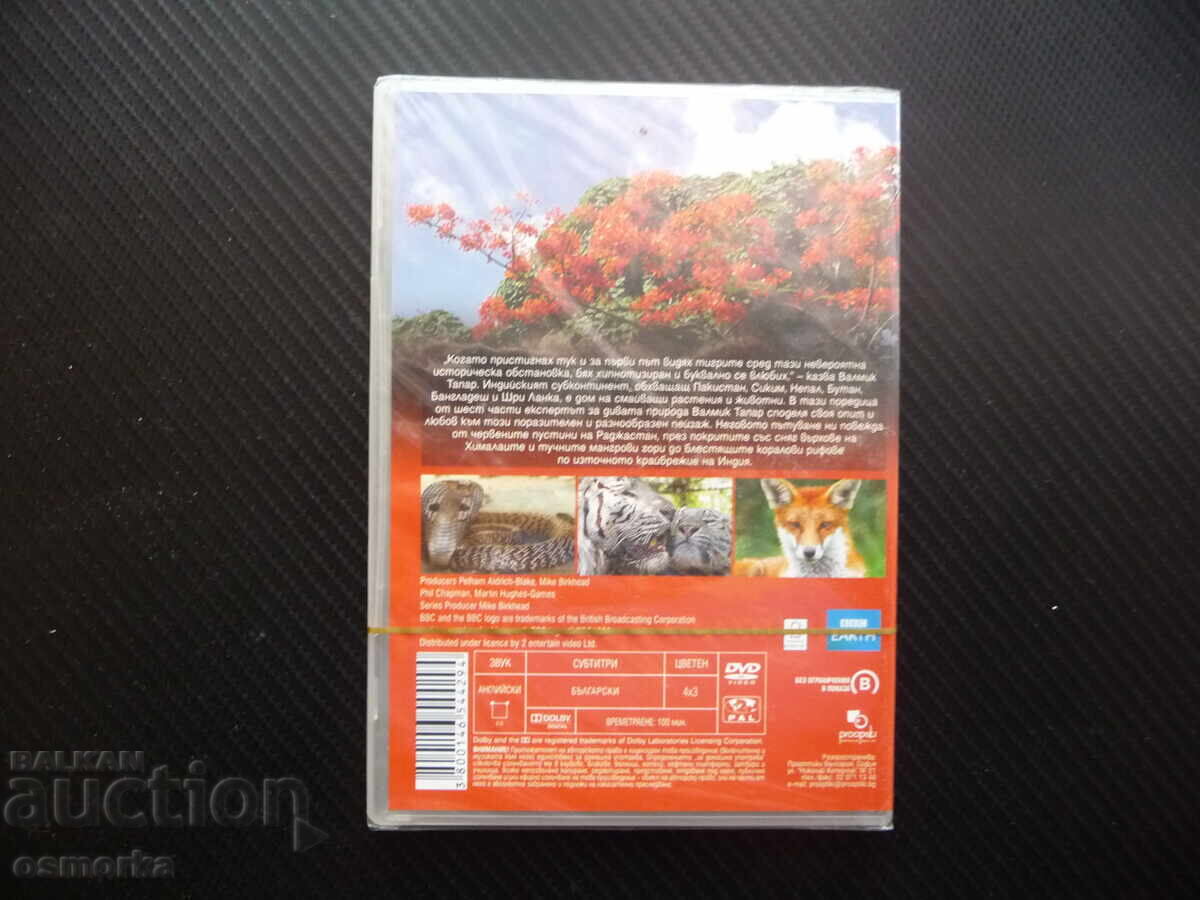 „Когато пристигнах тук и за първи път видях тигрите сред тази невероятна
историческа обстановка, бях хипнотизиран и буквално се влюбих.“ – казва Валмик
Тапар. Индийският субконтинент, обхващащ Пакистан, Сиким, Непал, Бутан,
Бангладеш и Шри Ланка, е дом на смайващи растения и животни. В тази поредица
от шест части експертът за дивата природа Валмик Тапар споделя своя опит и
любов към този поразителен и разнообразен пейзаж. Неговото пътуване ни повежда
от червените пустини на Раджастан, през покритите със сняг върхове на
Хималаите и тучните мангрови гори до блестящите коралови рифове
по източното крайбрежие на Индия.
Producers Pelham Aldrich-Blake, Mike Birkhead
Phil Chapman, Martin Hughes-Games
Series Producer Mike Birkhead
BBC and the BBC logo are trademarks of the British Broadcasting Corporation
Distributed under licence by 2 entertain video Ltd.
BBC
EARTH
ЗВУК СУБТИТРИ ЦВЕТЕН
АНГЛИЙСКИ БЪЛГАРСКИ 4x3
DVD
VIDEO
PAL
2.0 DOLBY DIGITAL ВРЕМЕТРАЕНЕ: 100 мин.
БЕЗ ОГРАНИЧЕНИЯ
В ПОКАЗА B
proopiki
Dolby and the DD are registered trademarks of Dolby Laboratories Licensing Corporation
ВНИМАНИЕ!
3 800146 544294
BALKAN
auction
osmorka